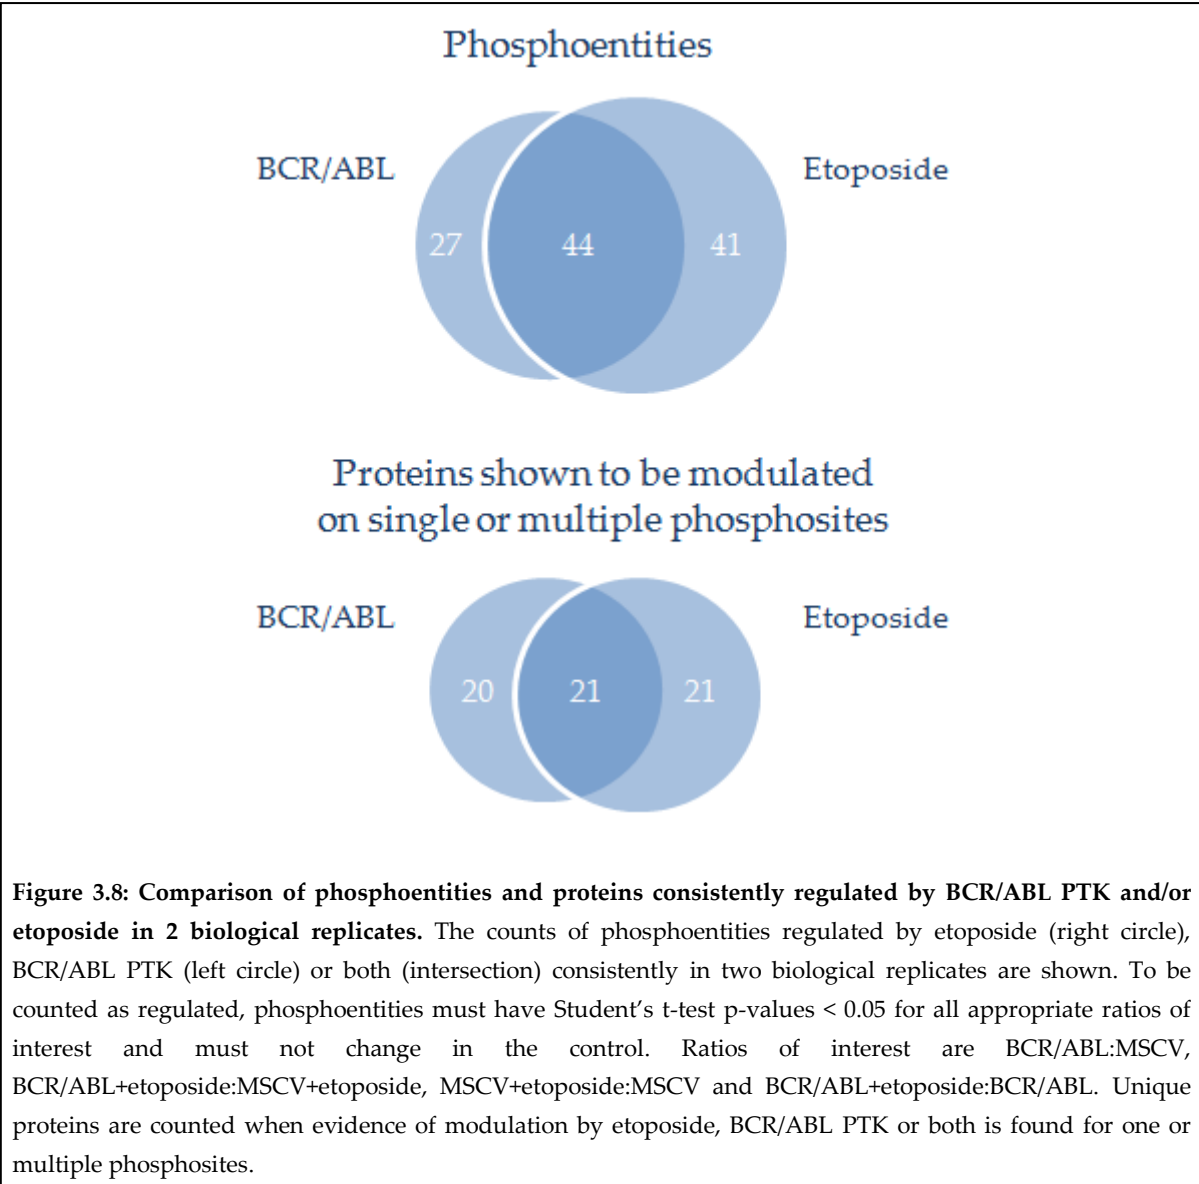 Phosphoentities
BCR/ABL
Etoposide
27
44
41
Proteins shown to be modulated
on single or multiple phosphosites
BCR/ABL
Etoposide
20
21
21
Figure 3.8: Comparison of phosphoentities and proteins consistently regulated by BCR/ABL PTK and/or
etoposide in 2 biological replicates. The counts of phosphoentities regulated by etoposide (right circle),
BCR/ABL PTK (left circle) or both (intersection) consistently in two biological replicates are shown. To be
counted as regulated, phosphoentities must have Student’s t-test p-values < 0.05 for all appropriate ratios of
interest and must not change in the control. Ratios of interest are BCR/ABL:MSCV,
BCR/ABL+etoposide:MSCV+etoposide, MSCV+etoposide:MSCV and BCR/ABL+etoposide:BCR/ABL. Unique
proteins are counted when evidence of modulation by etoposide, BCR/ABL PTK or both is found for one or
multiple phosphosites.